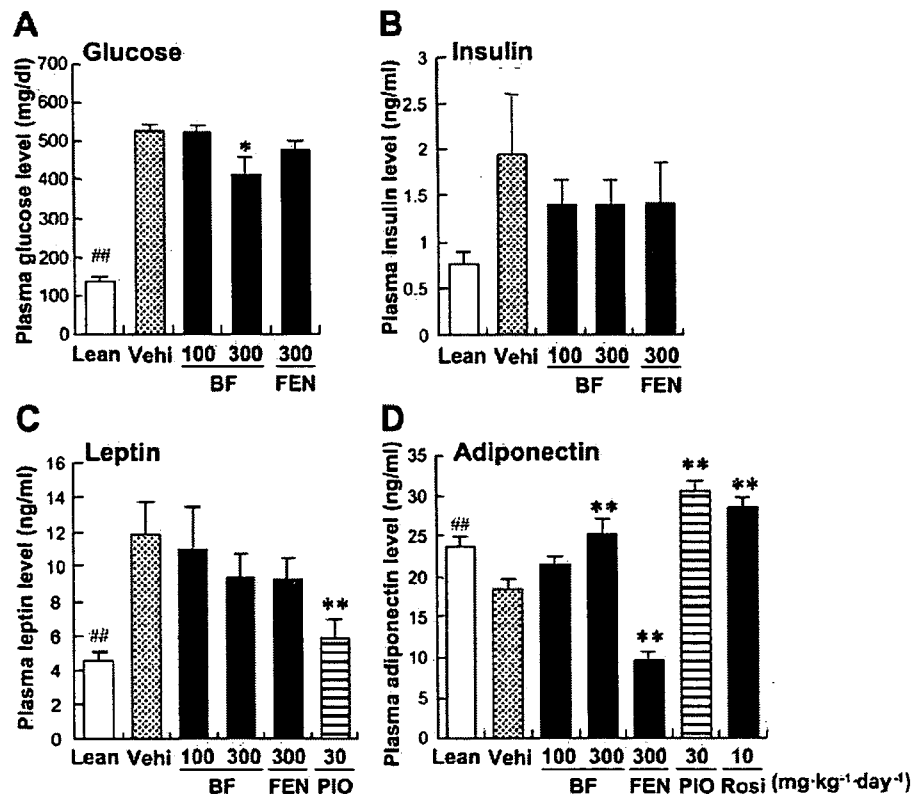 A
Glucose
Plasma glucose level (mg/dl)
700
600
500
400
300
200
100
0
##
*
Lean Vehi 100 300 300
BF FEN
B
Insulin
Plasma insulin level (ng/ml)
3
2.5
2
1.5
1
0.5
0
Lean Vehi 100 300 300
BF FEN
C
Leptin
Plasma leptin level (ng/ml)
16
14
12
10
8
6
4
2
0
##
**
Lean Vehi 100 300 300 30
BF FEN PIO
D
Adiponectin
Plasma adiponectin level (ng/ml)
35
30
25
20
15
10
5
0
##
**
**
**
**
Lean Vehi 100 300 300 30 10
BF FEN PIO Rosi (mg·kg⁻¹·day⁻¹)